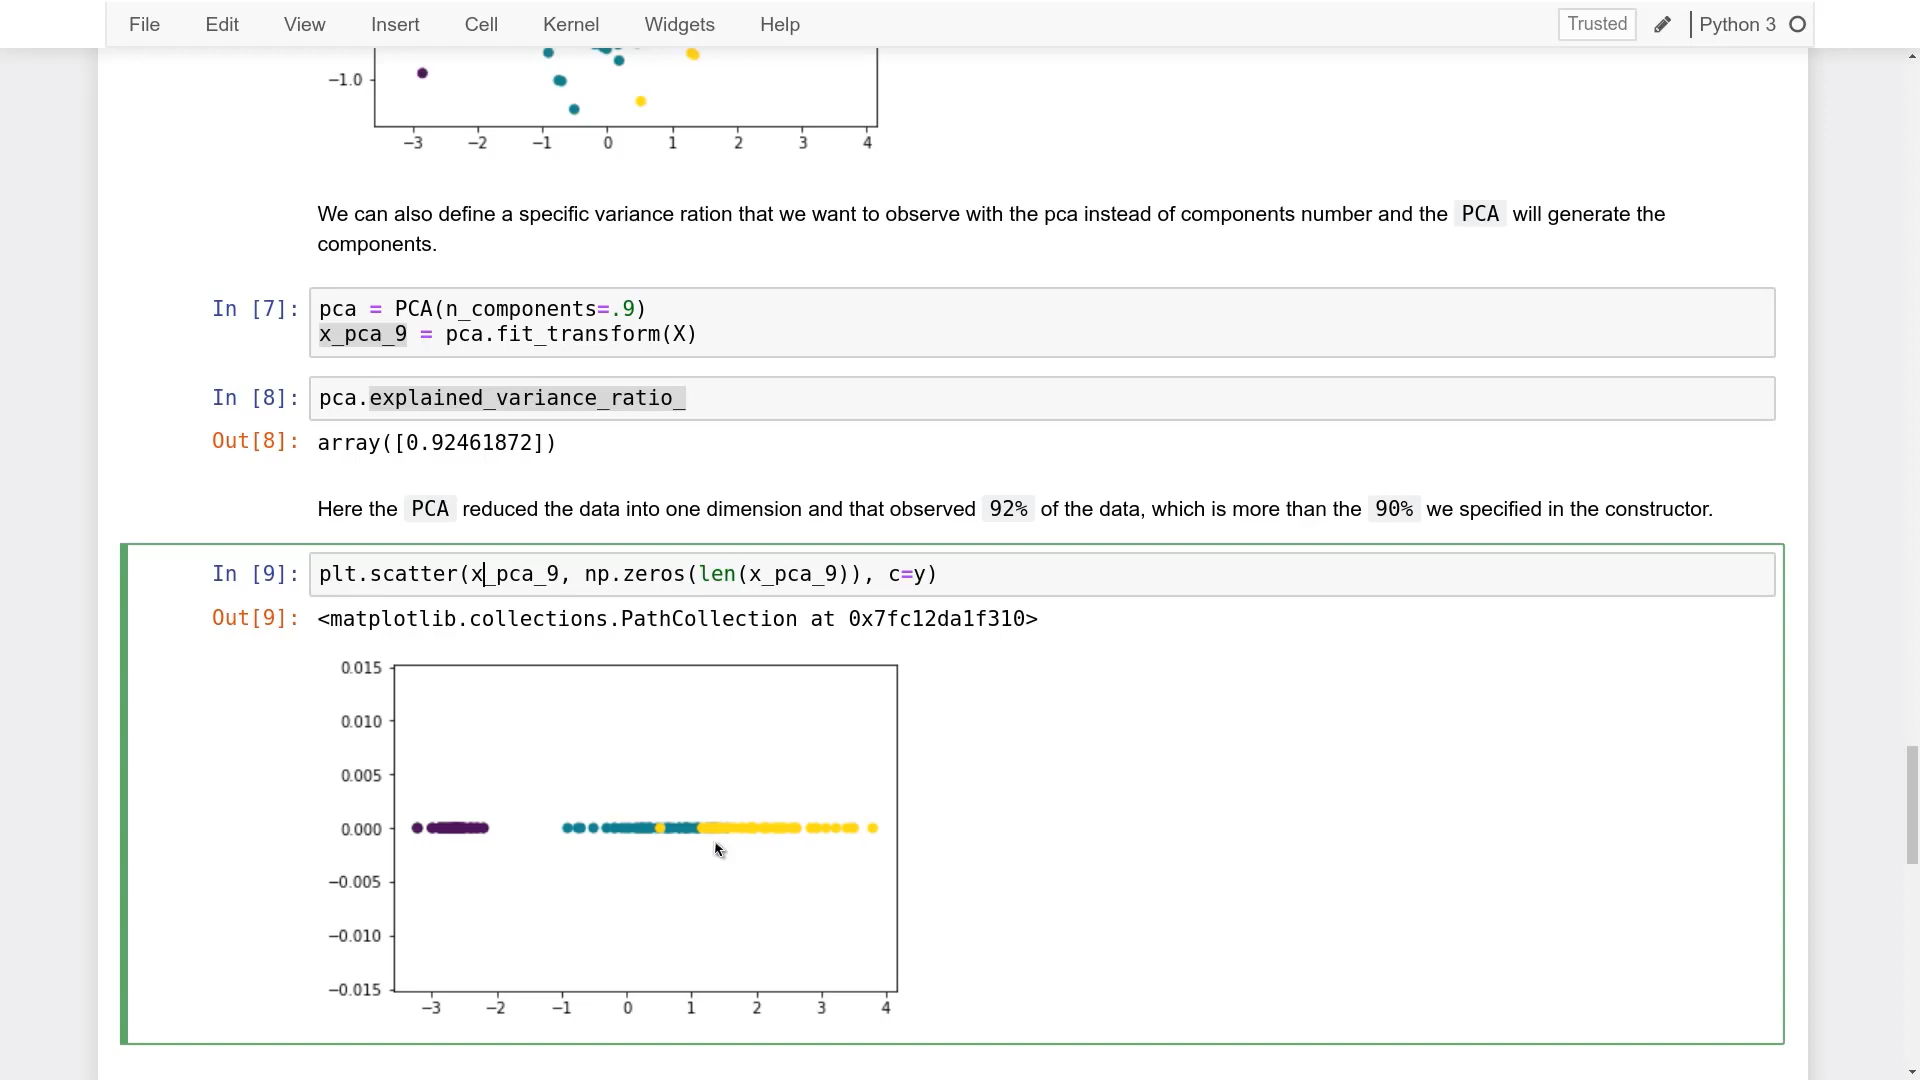 File Edit View Insert Cell Kernel Widgets Help Trusted Python 3
−1.0
−3 −2 −1 0 1 2 3 4
We can also define a specific variance ration that we want to observe with the pca instead of components number and the PCA will generate the
components.
In [7]: pca = PCA(n_components=.9)
x_pca_9 = pca.fit_transform(X)
In [8]: pca.explained_variance_ratio_
Out[8]: array([0.92461872])
Here the PCA reduced the data into one dimension and that observed 92% of the data, which is more than the 90% we specified in the constructor.
In [9]: plt.scatter(x_pca_9, np.zeros(len(x_pca_9)), c=y)
Out[9]: <matplotlib.collections.PathCollection at 0x7fc12da1f310>
0.015
0.010
0.005
0.000
−0.005
−0.010
−0.015
−3 −2 −1 0 1 2 3 4